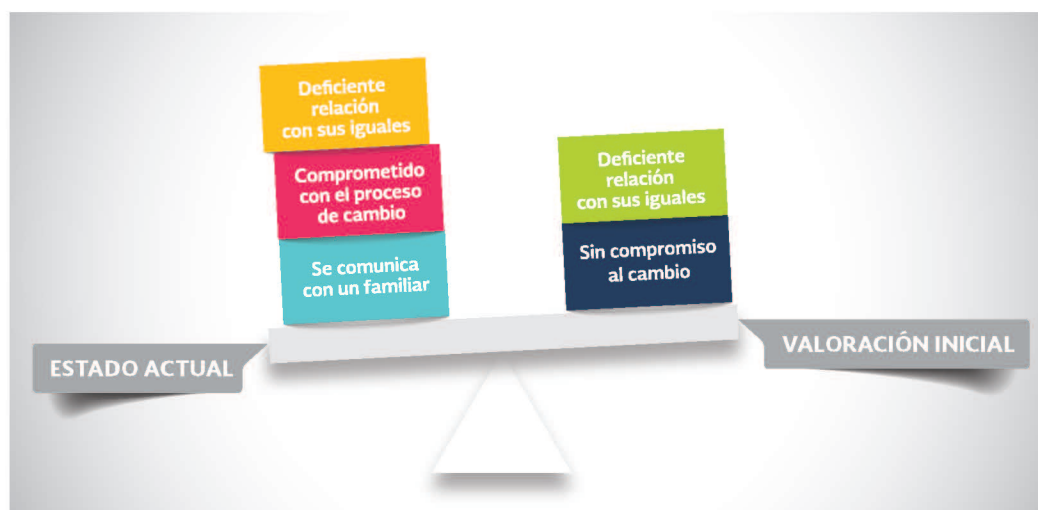 Deficiente
relación
con sus iguales
Comprometido
con el proceso
de cambio
Se comunica
con un familiar
Deficiente
relación
con sus iguales
Sin compromiso
al cambio
ESTADO ACTUAL
VALORACIÓN INICIAL